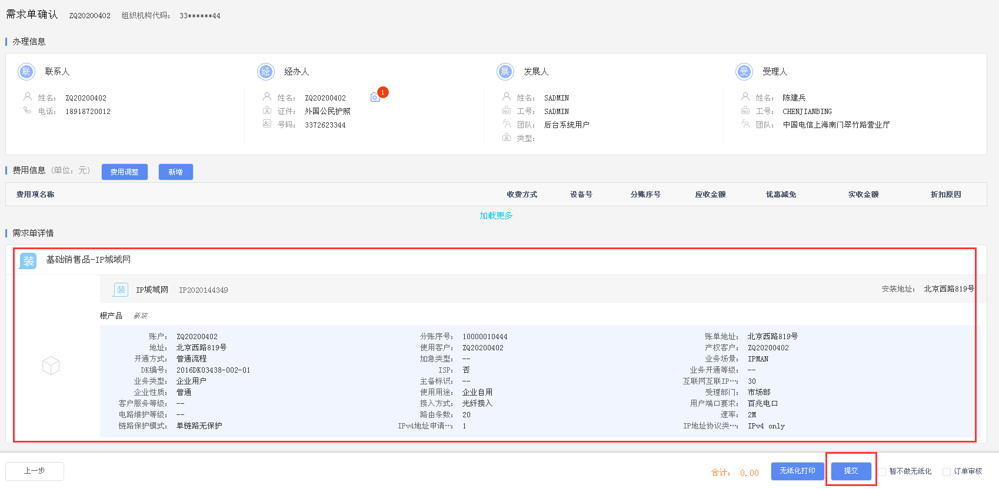 需求单确认 ZQ20200402 组织机构代码： 33******44
办理信息
联 联系人 经 经办人 展 发展人 受 受理人
姓名： ZQ20200402 姓名： ZQ20200402 1 姓名： SADMIN 姓名： 陈建兵
电话： 18918720012 证件： 外国公民护照 NO 工号： SADMIN NO 工号： CHENJIANBING
号码： 3372623344 团队： 后台系统用户 团队： 中国电信上海南门翠竹路营业厅
类型：
费用信息 (单位：元) 费用调整 新增
费用项名称 收费方式 设备号 分账序号 应收金额 优惠减免 实收金额 折扣原因
加载更多
需求单详情
装 基础销售品-IP城域网
装 IP城域网 IP2020144349 安装地址： 北京西路819号
根产品 新装
账户： ZQ20200402 分账序号： 10000010444 账单地址： 北京西路819号
地址： 北京西路819号 使用客户： ZQ20200402 产权客户： ZQ20200402
开通方式： 普通流程 加急类型： -- 业务场景： IPMAN
DK编号： 2016DK03438-002-01 ISP： 否 业务开通等级： --
业务类型： 企业用户 主备标识： -- 互联网互联IP…： 30
企业性质： 普通 使用用途： 企业自用 受理部门： 市场部
客户服务等级： -- 接入方式： 光纤接入 用户端口要求： 百兆电口
电路维护等级： -- 路由条数： 20 速率： 2M
链路保护模式： 单链路无保护 IPv4地址申请…： 1 IP地址协议类…： IPv4 only
上一步 合计： 0.00 无纸化打印 提交 暂不做无纸化 订单审核